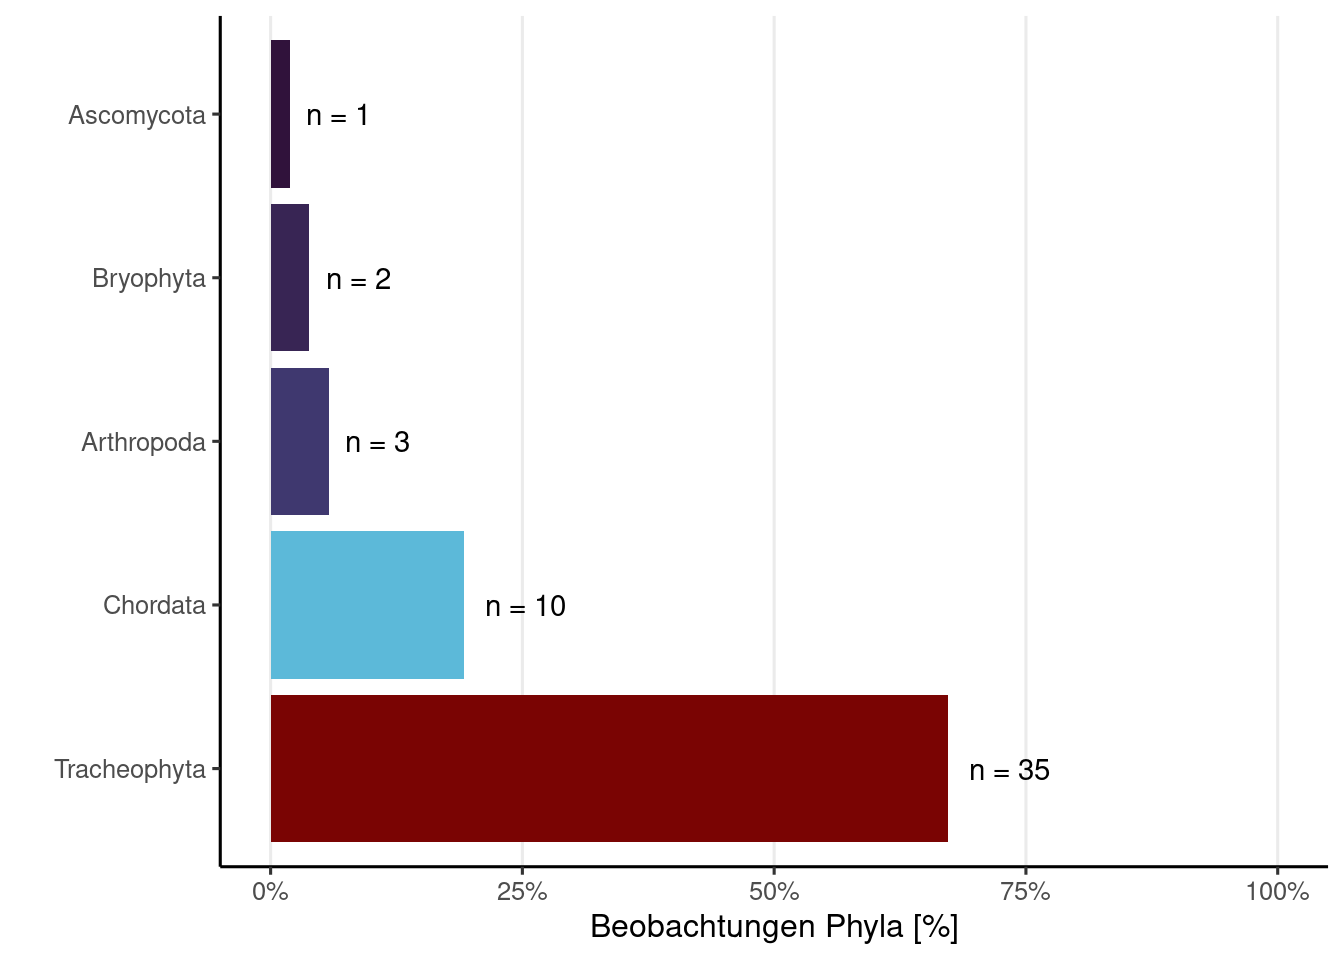 Ascomycota
n = 1
Bryophyta
n = 2
Arthropoda
n = 3
Chordata
n = 10
Tracheophyta
n = 35
0% 25% 50% 75% 100%
Beobachtungen Phyla [%]